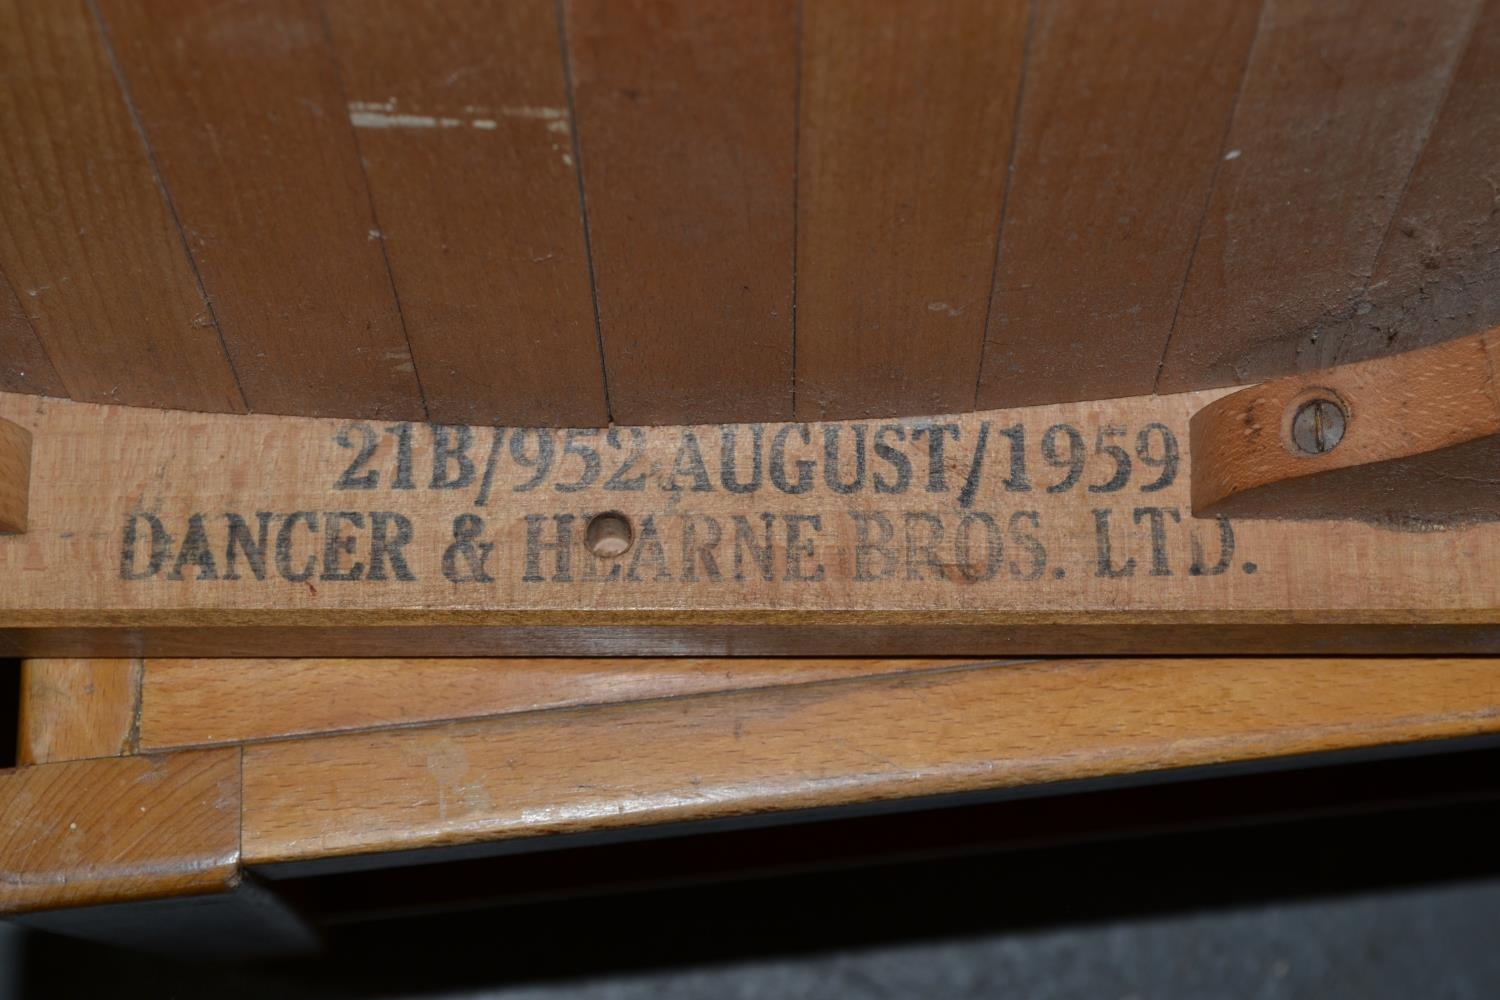 21B/952 AUGUST/1959
DANCER & HEARNE BROS. LTD.